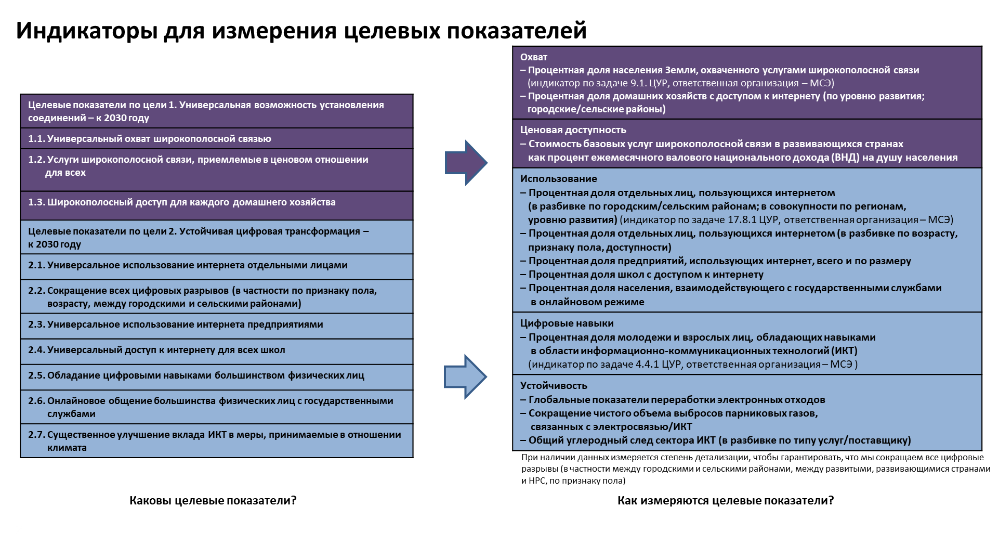 Индикаторы для измерения целевых показателей
Целевые показатели по цели 1. Универсальная возможность установления
соединений – к 2030 году
1.1. Универсальный охват широкополосной связью
1.2. Услуги широкополосной связи, приемлемые в ценовом отношении
для всех
1.3. Широкополосный доступ для каждого домашнего хозяйства
Целевые показатели по цели 2. Устойчивая цифровая трансформация –
к 2030 году
2.1. Универсальное использование интернета отдельными лицами
2.2. Сокращение всех цифровых разрывов (в частности по признаку пола,
возрасту, между городскими и сельскими районами)
2.3. Универсальное использование интернета предприятиями
2.4. Универсальный доступ к интернету для всех школ
2.5. Обладание цифровыми навыками большинством физических лиц
2.6. Онлайновое общение большинства физических лиц с государственными
службами
2.7. Существенное улучшение вклада ИКТ в меры, принимаемые в отношении
климата
Каковы целевые показатели?
Охват
– Процентная доля населения Земли, охваченного услугами широкополосной связи
(индикатор по задаче 9.1. ЦУР, ответственная организация – МСЭ)
– Процентная доля домашних хозяйств с доступом к интернету (по уровню развития;
городские/сельские районы)
Ценовая доступность
– Стоимость базовых услуг широкополосной связи в развивающихся странах
как процент ежемесячного валового национального дохода (ВНД) на душу населения
Использование
– Процентная доля отдельных лиц, пользующихся интернетом
(в разбивке по городским/сельским районам; в совокупности по регионам,
уровню развития) (индикатор по задаче 17.8.1 ЦУР, ответственная организация – МСЭ)
– Процентная доля отдельных лиц, пользующихся интернетом (в разбивке по возрасту,
признаку пола, доступности)
– Процентная доля предприятий, использующих интернет, всего и по размеру
– Процентная доля школ с доступом к интернету
– Процентная доля населения, взаимодействующего с государственными службами
в онлайновом режиме
Цифровые навыки
– Процентная доля молодежи и взрослых лиц, обладающих навыками
в области информационно-коммуникационных технологий (ИКТ)
(индикатор по задаче 4.4.1 ЦУР, ответственная организация – МСЭ )
Устойчивость
– Глобальные показатели переработки электронных отходов
– Сокращение чистого объема выбросов парниковых газов,
связанных с электросвязью/ИКТ
– Общий углеродный след сектора ИКТ (в разбивке по типу услуг/поставщику)
При наличии данных измеряется степень детализации, чтобы гарантировать, что мы сокращаем все цифровые
разрывы (в частности между городскими и сельскими районами, между развитыми, развивающимися странами
и НРС, по признаку пола)
Как измеряются целевые показатели?